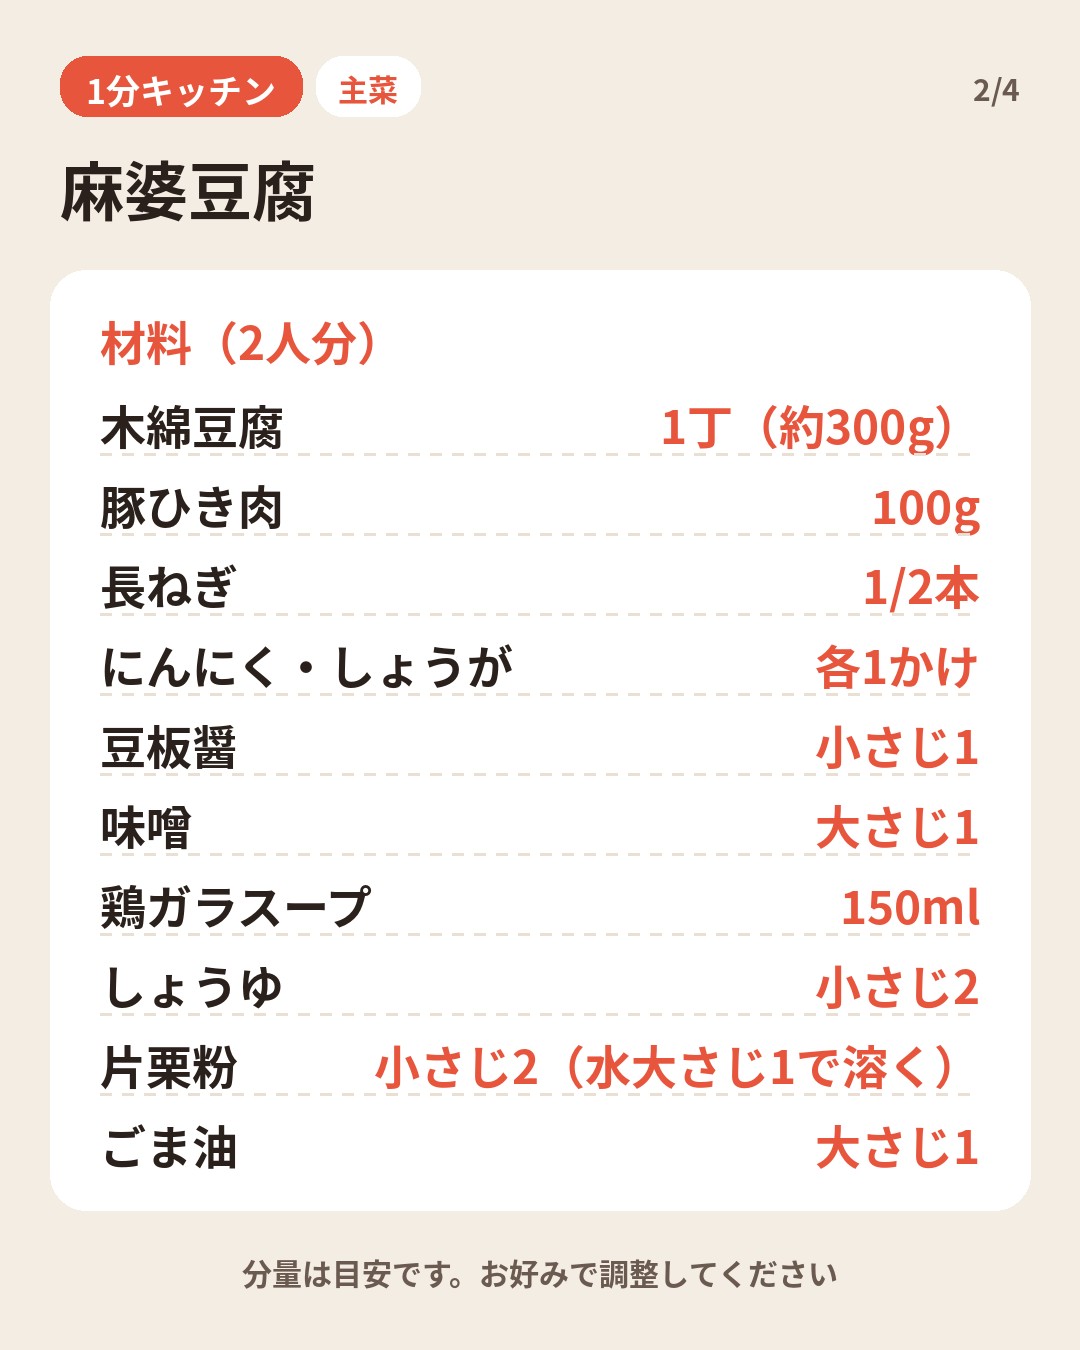 1分キッチン 主菜 2/4
麻婆豆腐
材料（2人分）
木綿豆腐 1丁（約300g）
豚ひき肉 100g
長ねぎ 1/2本
にんにく・しょうが 各1かけ
豆板醤 小さじ1
味噌 大さじ1
鶏ガラスープ 150ml
しょうゆ 小さじ2
片栗粉 小さじ2（水大さじ1で溶く）
ごま油 大さじ1
分量は目安です。お好みで調整してください